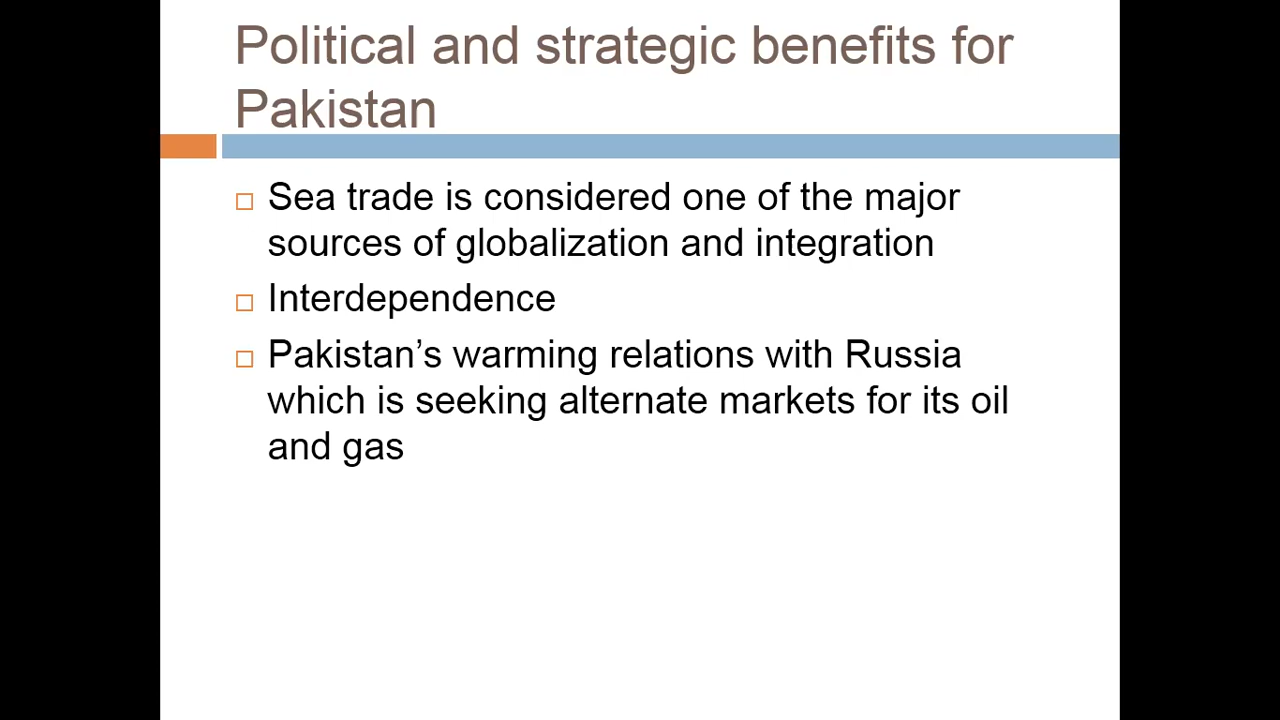 Political and strategic benefits for
Pakistan
Sea trade is considered one of the major
sources of globalization and integration
Interdependence
Pakistan’s warming relations with Russia
which is seeking alternate markets for its oil
and gas